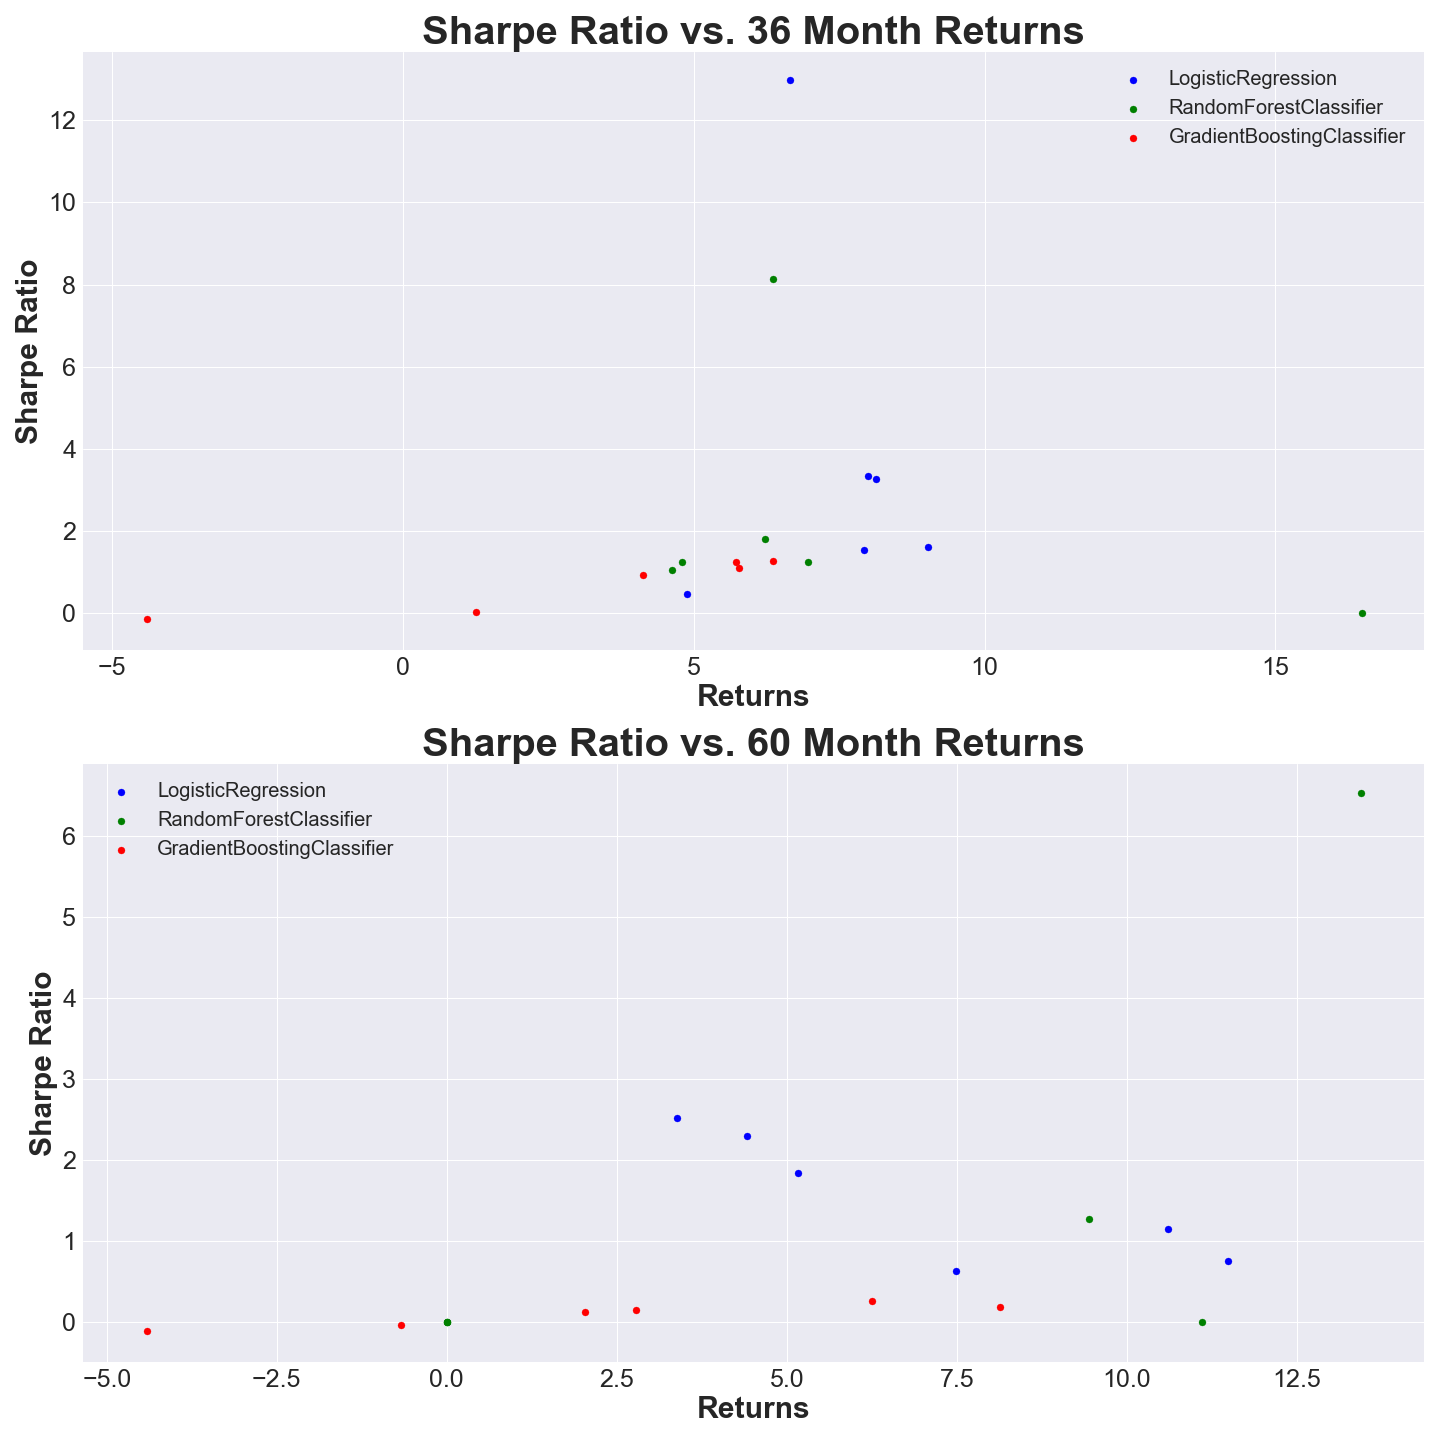 Sharpe Ratio vs. 36 Month Returns
LogisticRegression
RandomForestClassifier
GradientBoostingClassifier
Sharpe Ratio
12
10
8
6
4
2
0
−5
0
5
10
15
Returns
Sharpe Ratio vs. 60 Month Returns
LogisticRegression
RandomForestClassifier
GradientBoostingClassifier
Sharpe Ratio
6
5
4
3
2
1
0
−5.0
−2.5
0.0
2.5
5.0
7.5
10.0
12.5
Returns